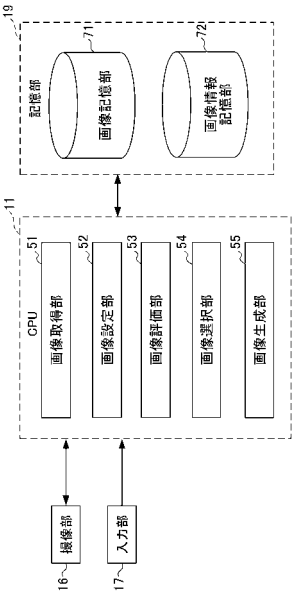 19
記憶部
71
画像記憶部
72
画像情報
記憶部
11
CPU
51
画像取得部
52
画像設定部
53
画像評価部
54
画像選択部
55
画像生成部
撮像部
16
入力部
17